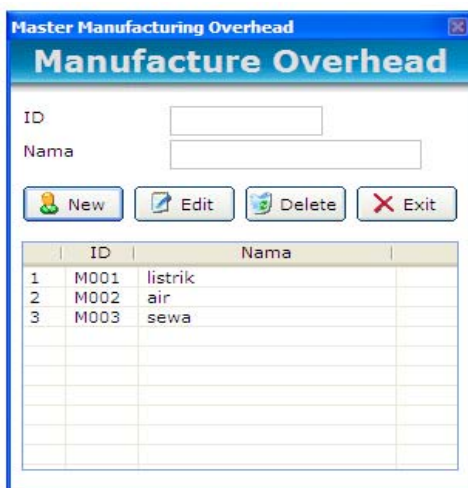 Master Manufacturing Overhead
Manufacture Overhead
ID
Nama
New Edit Delete Exit
ID Nama
1 M001 listrik
2 M002 air
3 M003 sewa